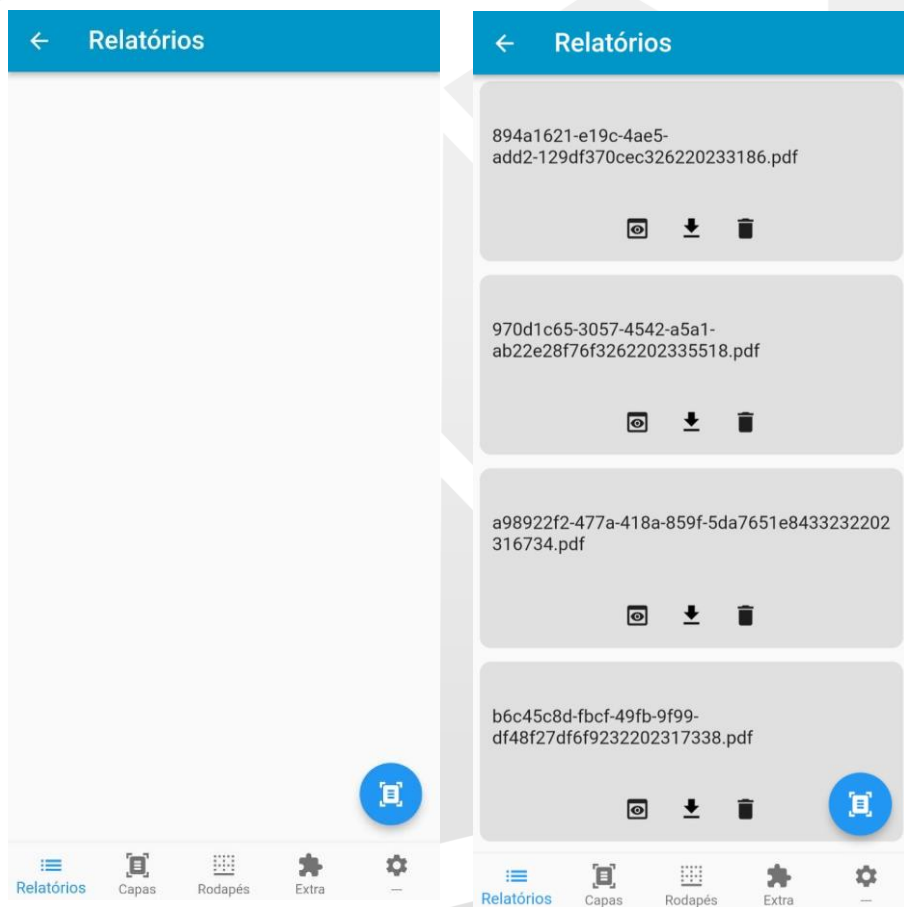 Relatórios
Relatórios
Capas
Rodapés
Extra
Relatórios
894a1621-e19c-4ae5-
add2-129df370cec326220233186.pdf
970d1c65-3057-4542-a5a1-
ab22e28f76f3262202335518.pdf
a98922f2-477a-418a-859f-5da7651e8433232202
316734.pdf
b6c45c8d-fbcf-49fb-9f99-
df48f27df6f9232202317338.pdf
Relatórios
Capas
Rodapés
Extra